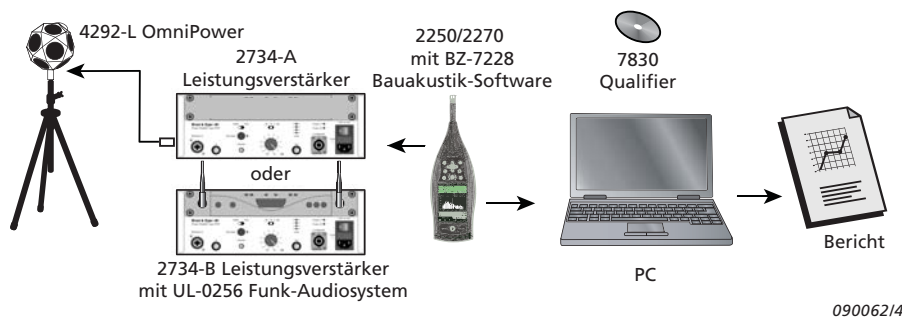 4292-L OmniPower
2734-A
Leistungsverstärker
2250/2270
mit BZ-7228
Bauakustik-Software
7830
Qualifier
oder
2734-B Leistungsverstärker
mit UL-0256 Funk-Audiosystem
PC
Bericht
090062/4